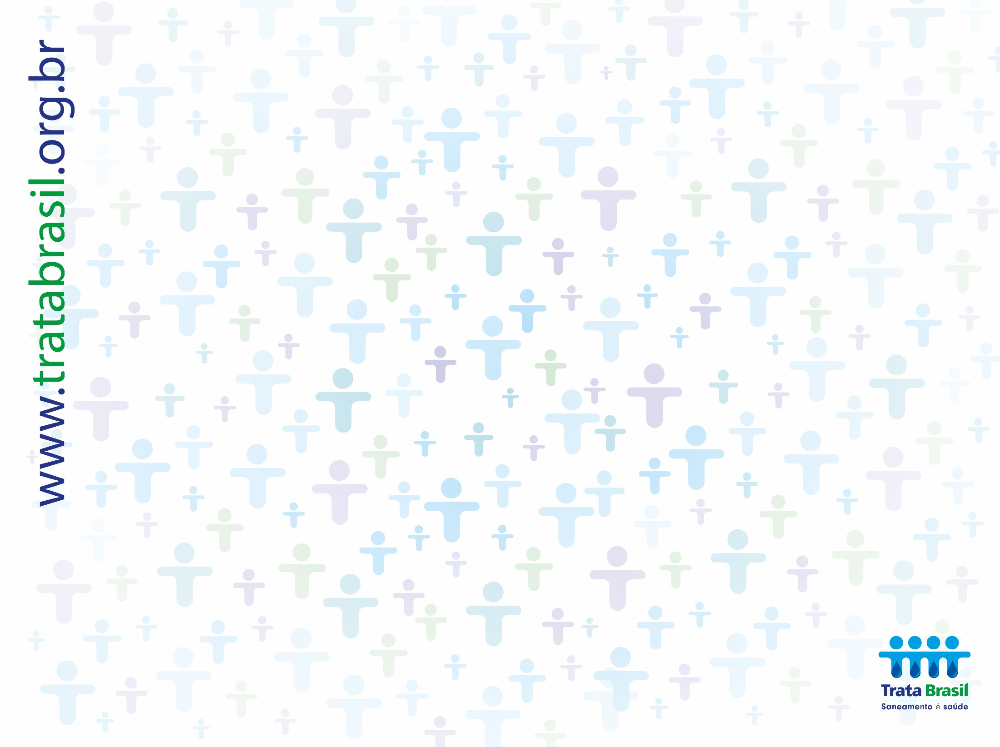 www.tratabrasil.org.br
Trata Brasil
Saneamento é saúde